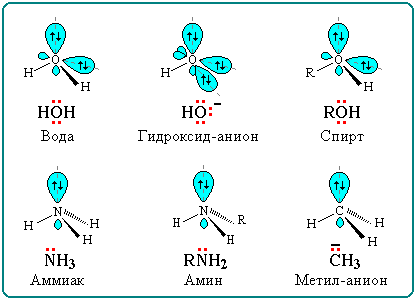 O H H
HOH
Вода
O H
HO –
Гидроксид-анион
O R H
ROH
Спирт
N H H H
NH3
Аммиак
N H R H
RNH2
Амин
C H H H
CH3
Метил-анион